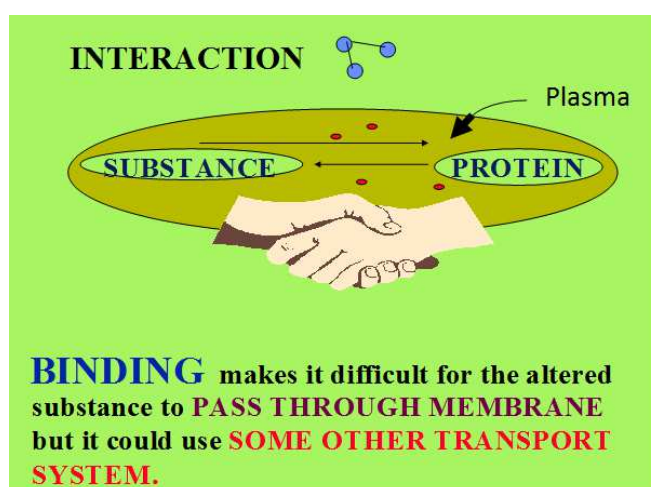 INTERACTION
Plasma
SUBSTANCE
PROTEIN
BINDING makes it difficult for the altered
substance to PASS THROUGH MEMBRANE
but it could use SOME OTHER TRANSPORT
SYSTEM.